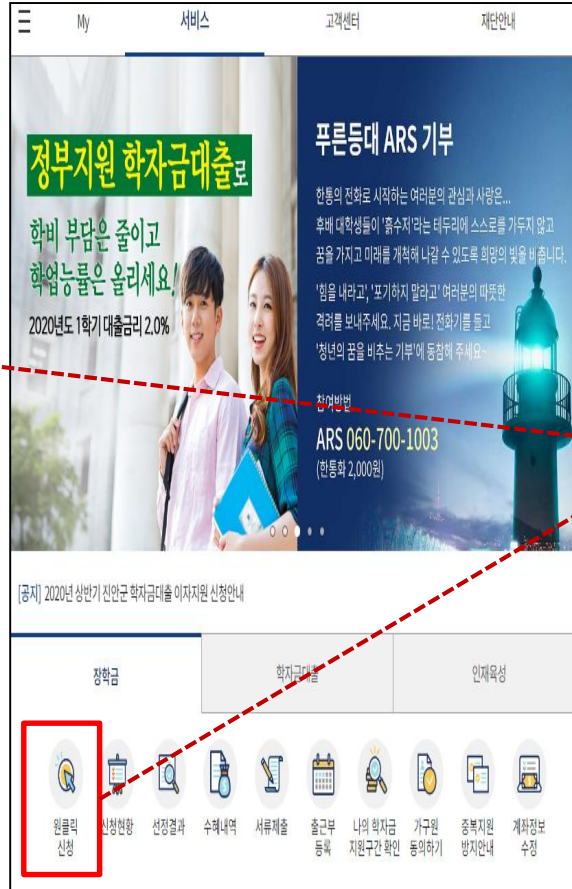 My 서비스 고객센터 재단안내
정부지원 학자금대출로
학비 부담은 줄이고
학업능률은 올리세요!
2020년도 1학기 대출금리 2.0%
푸른등대 ARS 기부
한통의 전화로 시작하는 여러분의 관심과 사랑은...
후배 대학생들이 '흙수저'라는 테두리에 스스로를 가두지 않고
꿈을 가지고 미래를 개척해 나갈 수 있도록 희망의 빛을 비춥니다.
'힘을 내라고', '포기하지 말라고' 여러분의 따뜻한
격려를 보내주세요. 지금 바로! 전화기를 들고
'청년의 꿈을 비추는 기부'에 동참해 주세요~
참여방법
ARS 060-700-1003
(한통화 2,000원)
[공지] 2020년 상반기 진안군 학자금대출 이자지원 신청안내
장학금 학자금대출 인재육성
원클릭 신청현황 선정결과 수혜내역 서류제출 출근부 나의 학자금 가구원 중복지원 계좌정보
신청 등록 지원구간 확인 동의하기 방지안내 수정